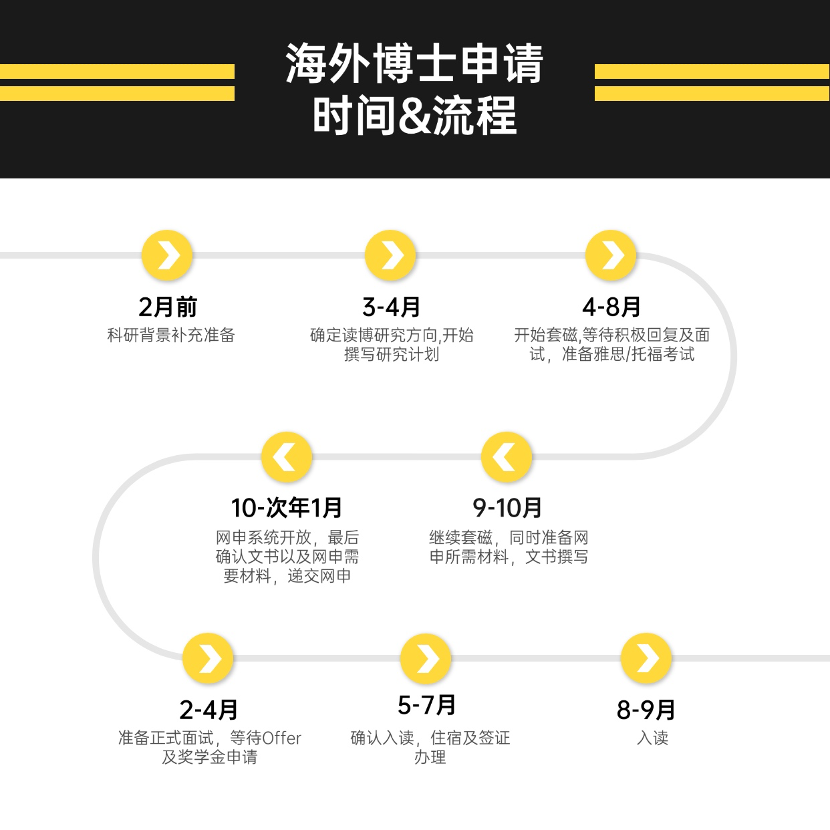 海外博士申请
时间&流程
2月前
科研背景补充准备
3-4月
确定读博研究方向,开始
撰写研究计划
4-8月
开始套磁,等待积极回复及面
试，准备雅思/托福考试
9-10月
继续套磁，同时准备网
申所需材料，文书撰写
10-次年1月
网申系统开放，最后
确认文书以及网申需
要材料，递交网申
2-4月
准备正式面试，等待Offer
及奖学金申请
5-7月
确认入读，住宿及签证
办理
8-9月
入读